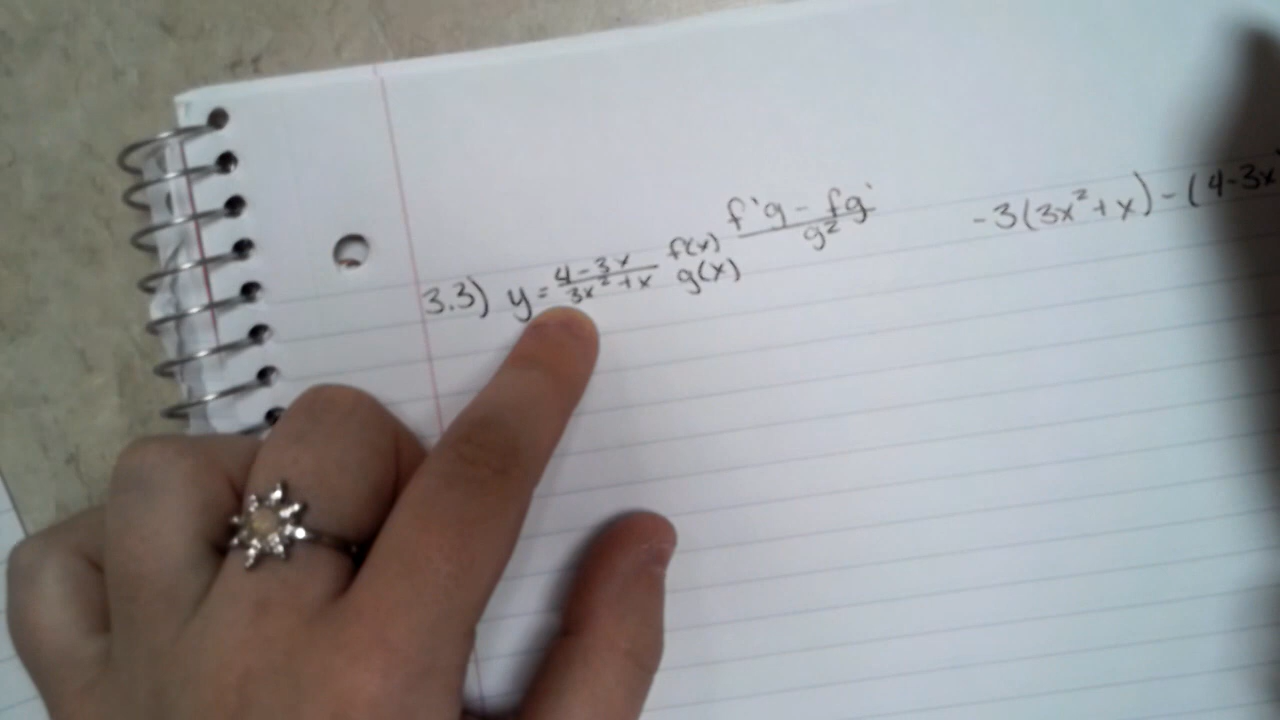 3.3) y = (4-3x)/(3x²+x) f(x)/g(x) (f'g - fg')/g² -3(3x²+x)-(4-3x